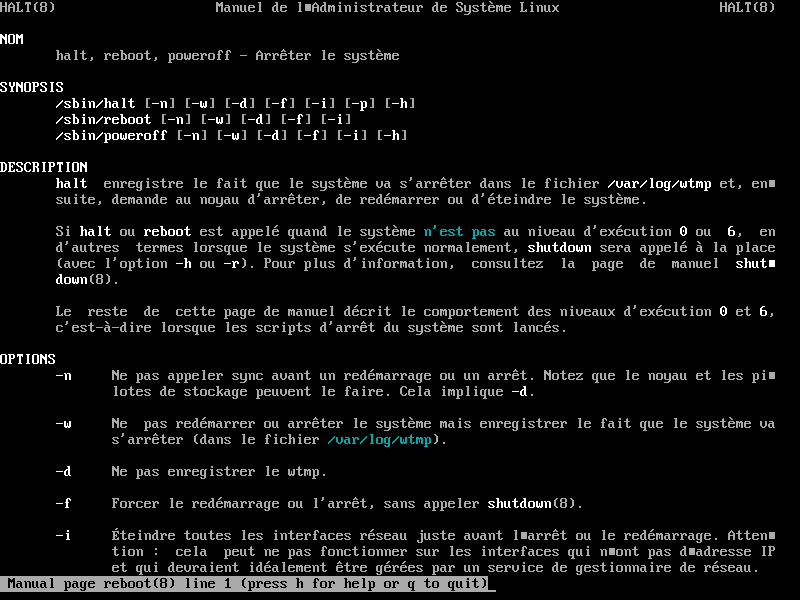 HALT(8) Manuel de l■Administrateur de Système Linux HALT(8)
NOM
halt, reboot, poweroff - Arrêter le système
SYNOPSIS
/sbin/halt [-n] [-w] [-d] [-f] [-i] [-p] [-h]
/sbin/reboot [-n] [-w] [-d] [-f] [-i]
/sbin/poweroff [-n] [-w] [-d] [-f] [-i] [-h]
DESCRIPTION
halt enregistre le fait que le système va s'arrêter dans le fichier /var/log/wtmp et, en■
suite, demande au noyau d'arrêter, de redémarrer ou d'éteindre le système.
Si halt ou reboot est appelé quand le système n'est pas au niveau d'exécution 0 ou 6, en
d'autres termes lorsque le système s'exécute normalement, shutdown sera appelé à la place
(avec l'option -h ou -r). Pour plus d'information, consultez la page de manuel shut■
down(8).
Le reste de cette page de manuel décrit le comportement des niveaux d'exécution 0 et 6,
c'est-à-dire lorsque les scripts d'arrêt du système sont lancés.
OPTIONS
-n Ne pas appeler sync avant un redémarrage ou un arrêt. Notez que le noyau et les pi■
lotes de stockage peuvent le faire. Cela implique -d.
-w Ne pas redémarrer ou arrêter le système mais enregistrer le fait que le système va
s'arrêter (dans le fichier /var/log/wtmp).
-d Ne pas enregistrer le wtmp.
-f Forcer le redémarrage ou l'arrêt, sans appeler shutdown(8).
-i Éteindre toutes les interfaces réseau juste avant l■arrêt ou le redémarrage. Atten■
tion : cela peut ne pas fonctionner sur les interfaces qui n■ont pas d■adresse IP
et qui devraient idéalement être gérées par un service de gestionnaire de réseau.
Manual page reboot(8) line 1 (press h for help or q to quit)